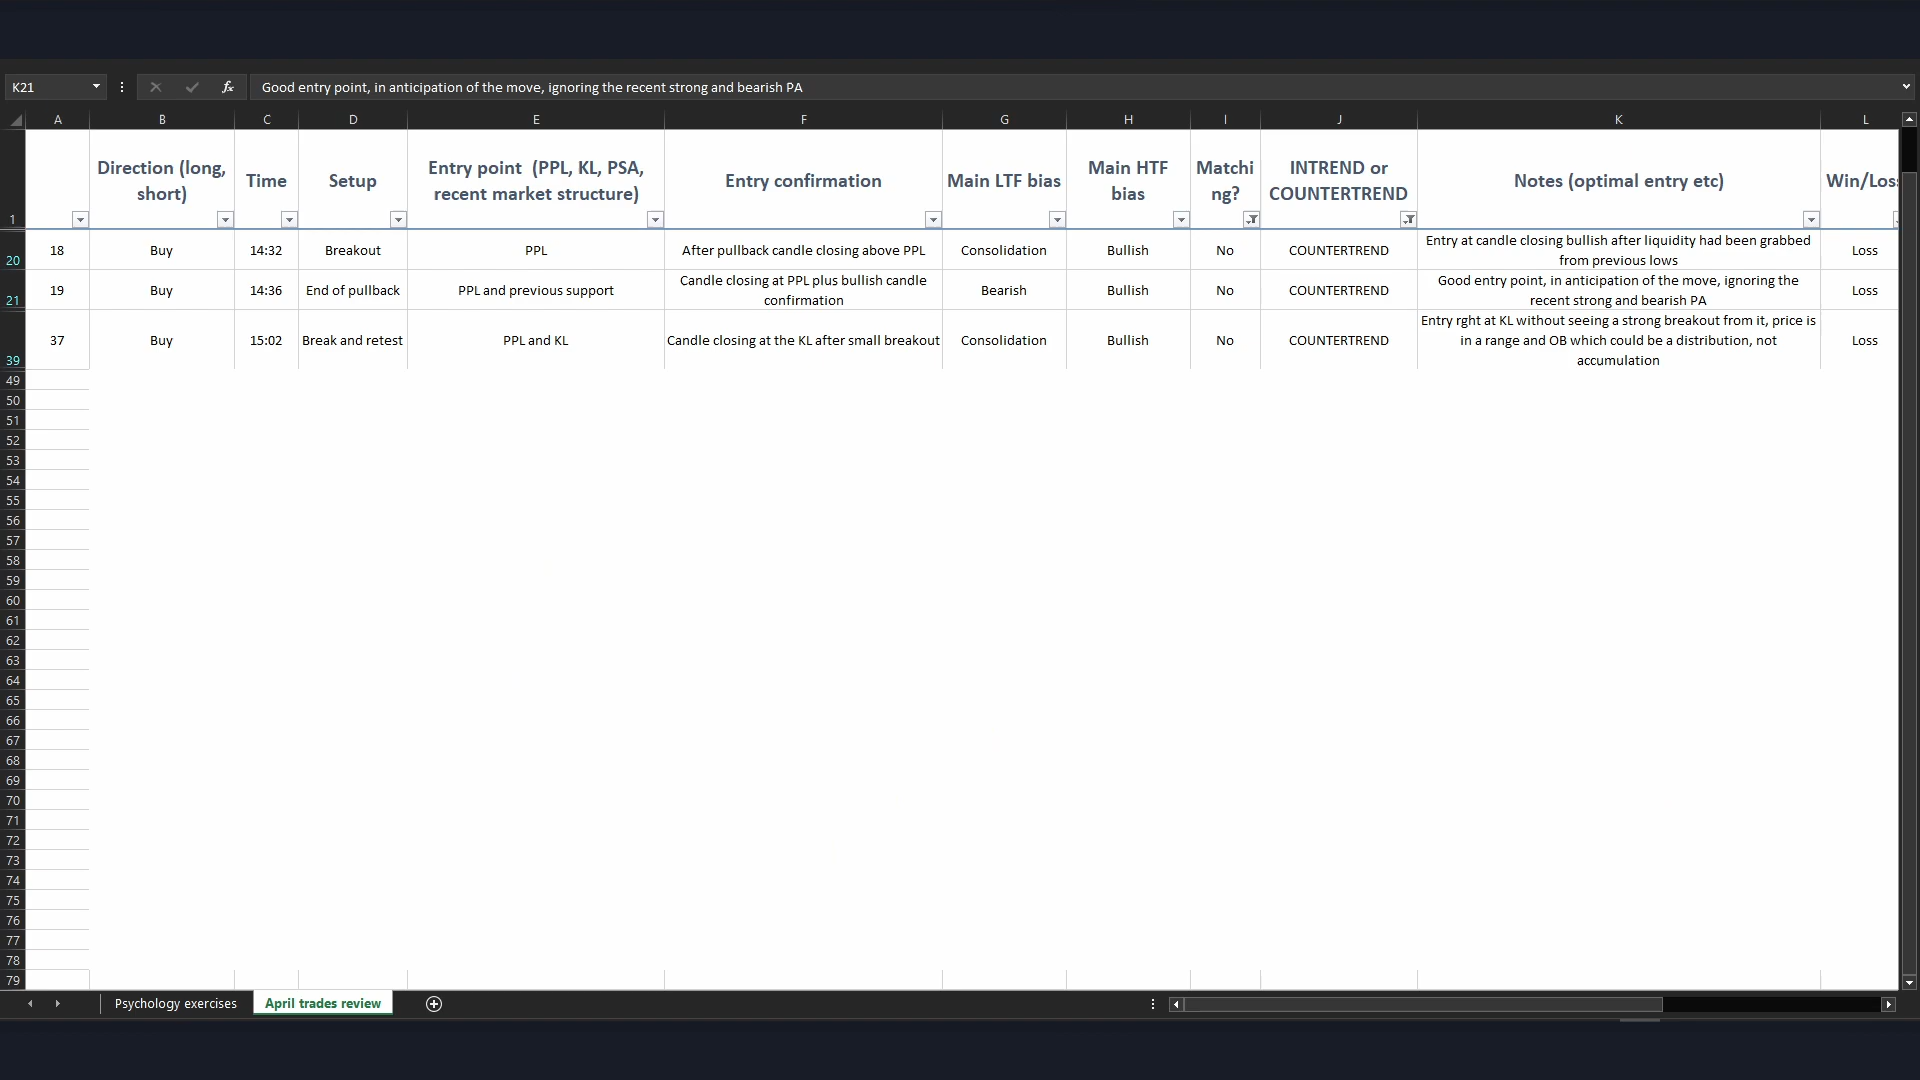 K21
fx
Good entry point, in anticipation of the move, ignoring the recent strong and bearish PA
A B C D E F G H I J K L
1
Direction (long,
short)
Time
Setup
Entry point (PPL, KL, PSA,
recent market structure)
Entry confirmation
Main LTF bias
Main HTF
bias
Matchi
ng?
INTREND or
COUNTERTREND
Notes (optimal entry etc)
Win/Loss
20
18
Buy
14:32
Breakout
PPL
After pullback candle closing above PPL
Consolidation
Bullish
No
COUNTERTREND
Entry at candle closing bullish after liquidity had been grabbed
from previous lows
Loss
21
19
Buy
14:36
End of pullback
PPL and previous support
Candle closing at PPL plus bullish candle
confirmation
Bearish
Bullish
No
COUNTERTREND
Good entry point, in anticipation of the move, ignoring the
recent strong and bearish PA
Loss
39
37
Buy
15:02
Break and retest
PPL and KL
Candle closing at the KL after small breakout
Consolidation
Bullish
No
COUNTERTREND
Entry rght at KL without seeing a strong breakout from it, price is
in a range and OB which could be a distribution, not
accumulation
Loss
49
50
51
52
53
54
55
56
57
58
59
60
61
62
63
64
65
66
67
68
69
70
71
72
73
74
75
76
77
78
79
Psychology exercises
April trades review